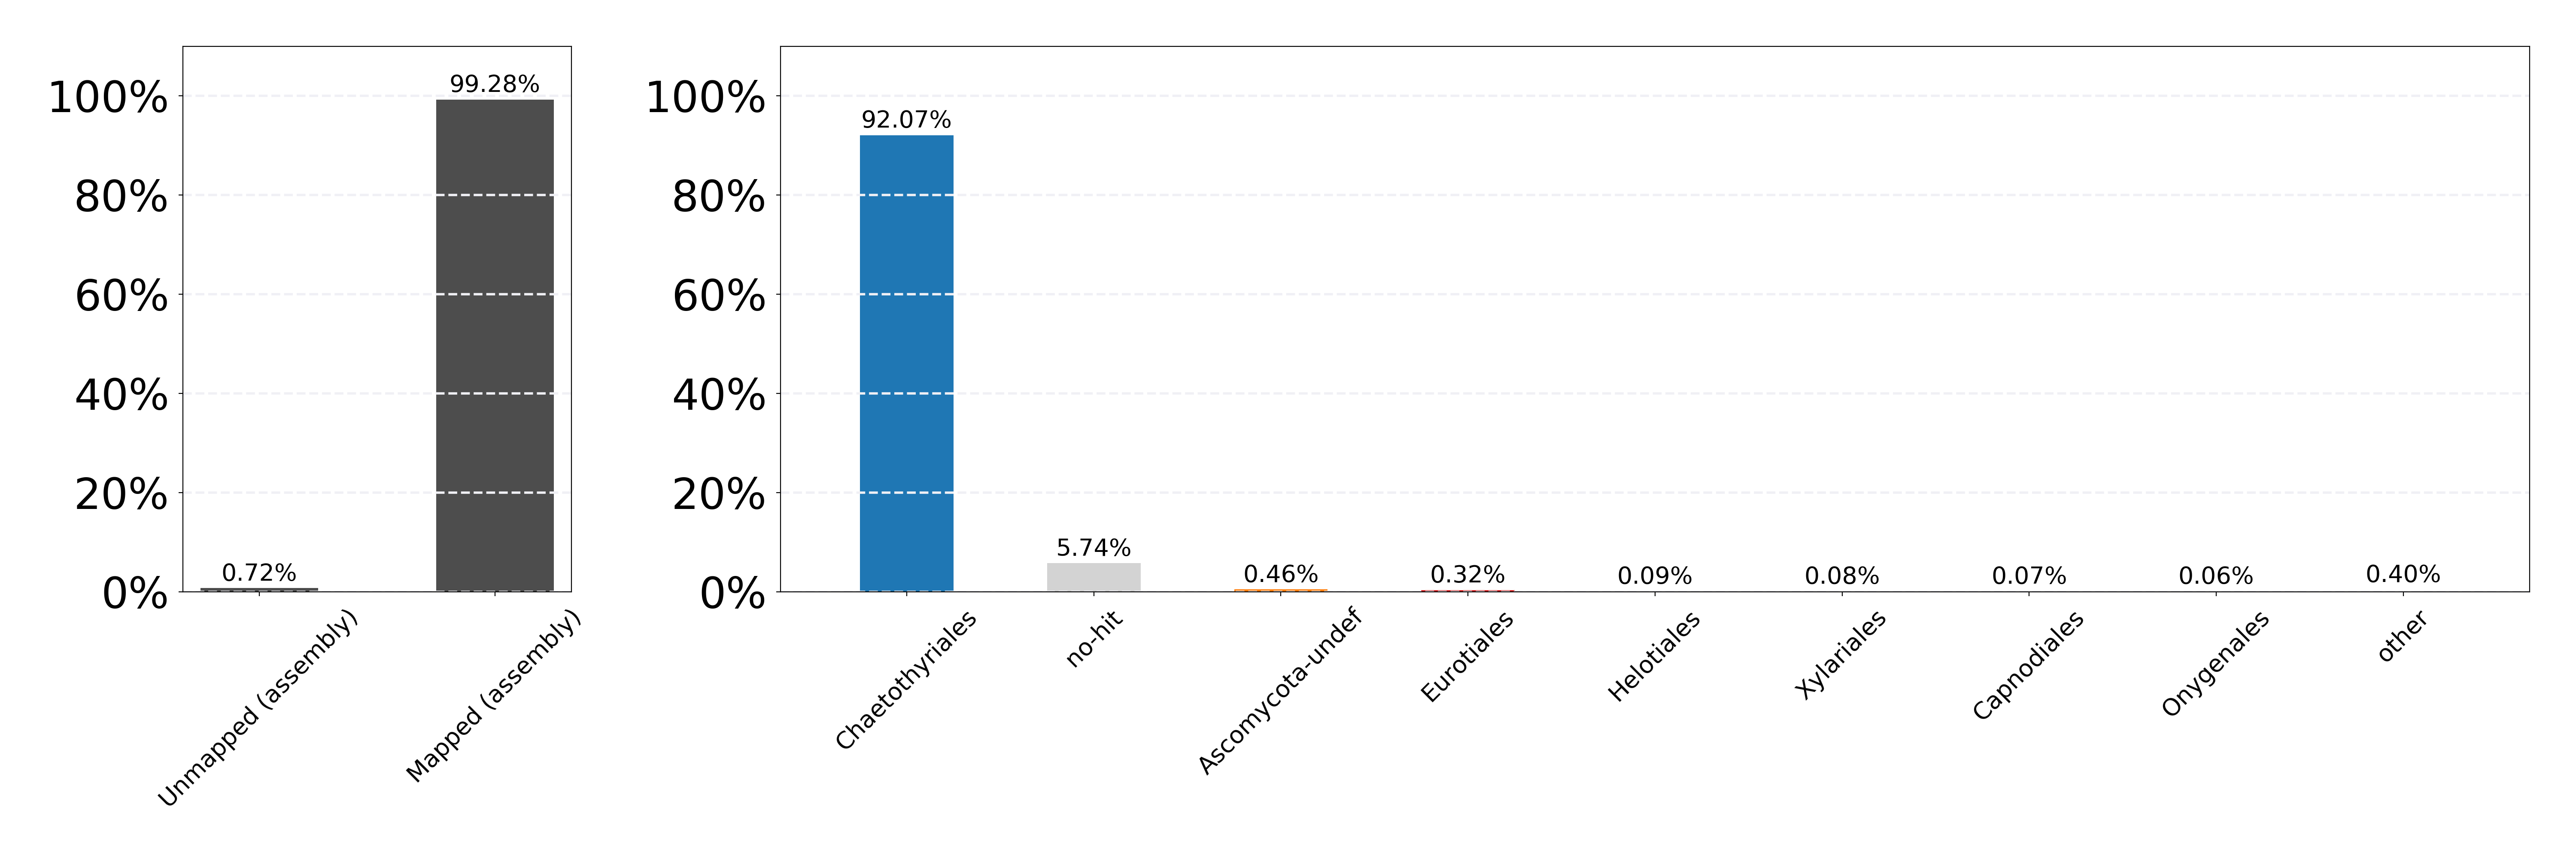 100%
80%
60%
40%
20%
0%
0.72%
99.28%
Unmapped (assembly)
Mapped (assembly)
100%
80%
60%
40%
20%
0%
92.07%
5.74%
0.46%
0.32%
0.09%
0.08%
0.07%
0.06%
0.40%
Chaetothyriales
no-hit
Ascomycota-undef
Eurotiales
Helotiales
Xylariales
Capnodiales
Onygenales
other